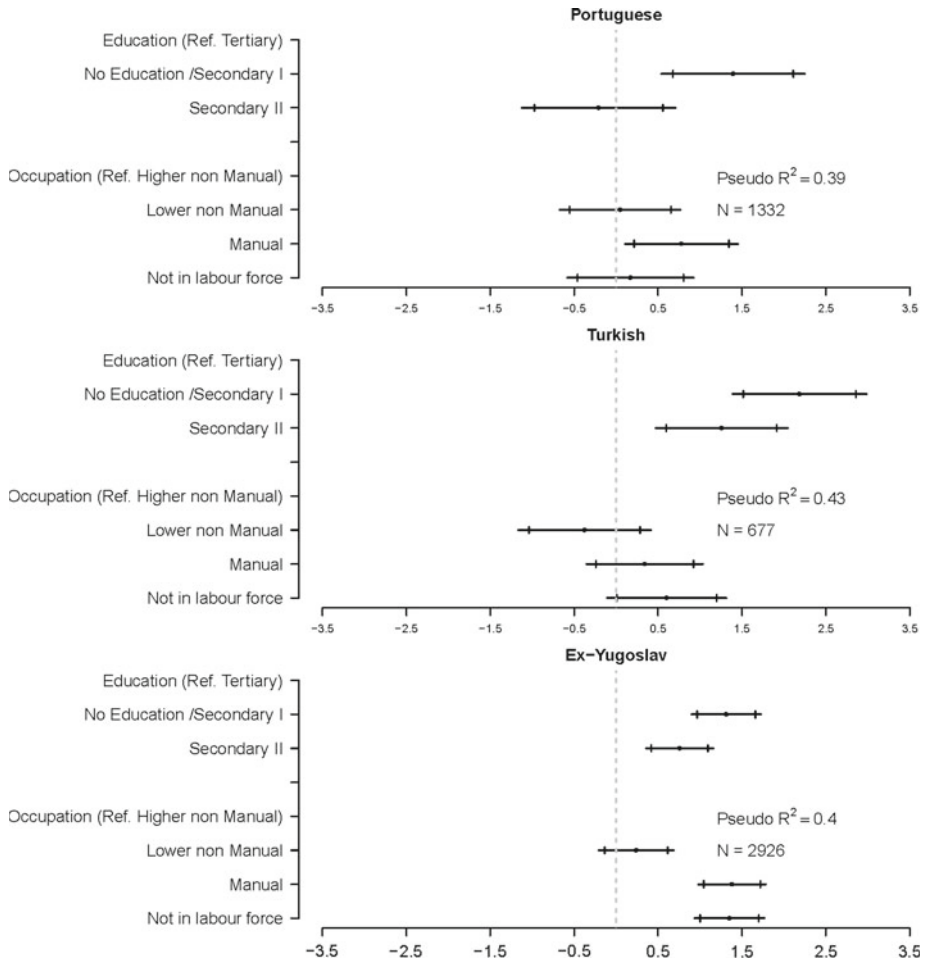 Portuguese
Education (Ref. Tertiary)
No Education /Secondary I
Secondary II
Occupation (Ref. Higher non Manual)
Pseudo R² = 0.39
Lower non Manual
N = 1332
Manual
Not in labour force
−3.5 −2.5 −1.5 −0.5 0.5 1.5 2.5 3.5
Turkish
Education (Ref. Tertiary)
No Education /Secondary I
Secondary II
Occupation (Ref. Higher non Manual)
Pseudo R² = 0.43
Lower non Manual
N = 677
Manual
Not in labour force
−3.5 −2.5 −1.5 −0.5 0.5 1.5 2.5 3.5
Ex−Yugoslav
Education (Ref. Tertiary)
No Education /Secondary I
Secondary II
Occupation (Ref. Higher non Manual)
Pseudo R² = 0.4
Lower non Manual
N = 2926
Manual
Not in labour force
−3.5 −2.5 −1.5 −0.5 0.5 1.5 2.5 3.5